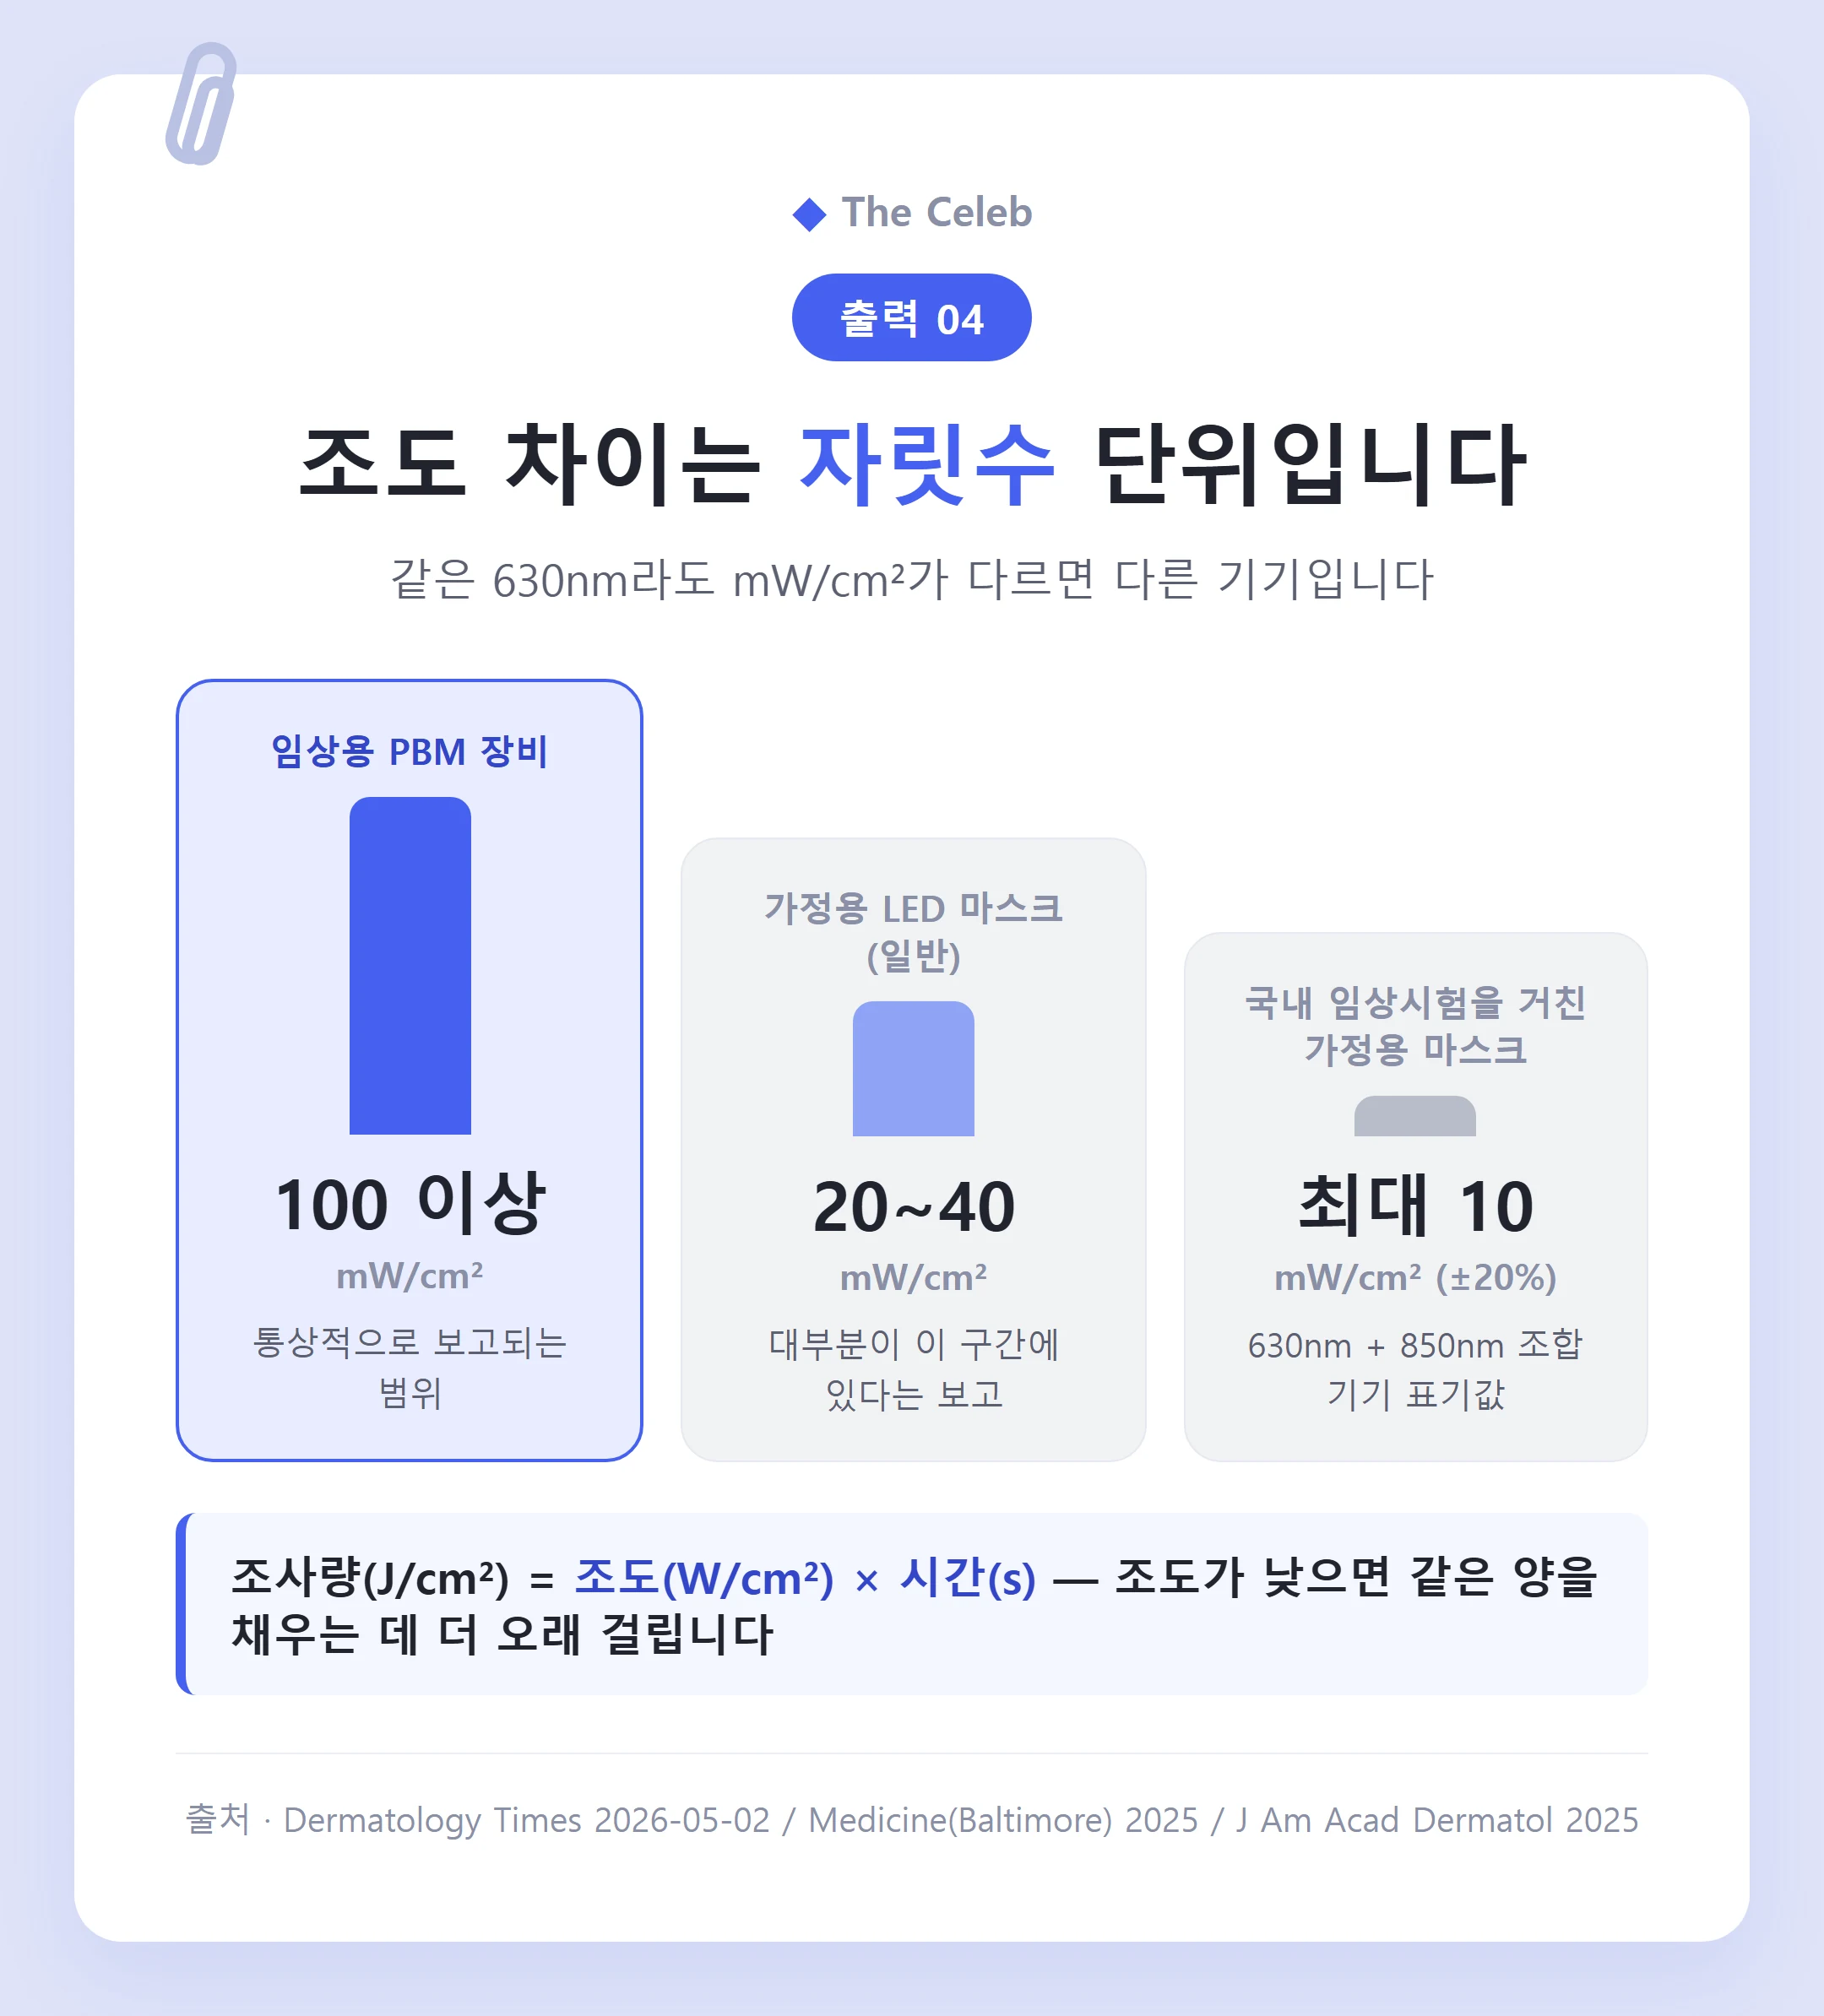 The Celeb
출력 04
조도 차이는 자릿수 단위입니다
같은 630nm라도 mW/cm²가 다르면 다른 기기입니다
임상용 PBM 장비
100 이상
mW/cm²
통상적으로 보고되는
범위
가정용 LED 마스크
(일반)
20~40
mW/cm²
대부분이 이 구간에
있다는 보고
국내 임상시험을 거친
가정용 마스크
최대 10
mW/cm² (±20%)
630nm + 850nm 조합
기기 표기값
조사량(J/cm²) = 조도(W/cm²) × 시간(s) — 조도가 낮으면 같은 양을
채우는 데 더 오래 걸립니다
출처 · Dermatology Times 2026-05-02 / Medicine(Baltimore) 2025 / J Am Acad Dermatol 2025